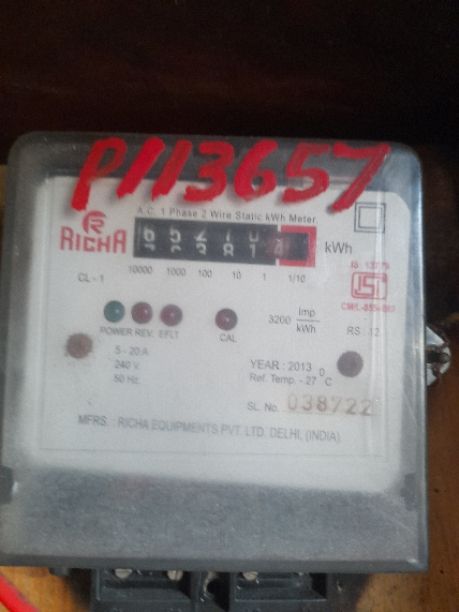 P113657
A.C. 1 Phase 2 Wire Static kWh Meter.
RICHA
kWh
CL - 1
10000 1000 100 10 1 1/10
3200 Imp/kWh
RS - 12
POWER REV. EFLT
CAL
5 - 20 A
240 V.
50 Hz.
YEAR : 2013
Ref. Temp. - 27 °C
SL. No. 038722
MFRS. : RICHA EQUIPMENTS PVT. LTD. DELHI, (INDIA)